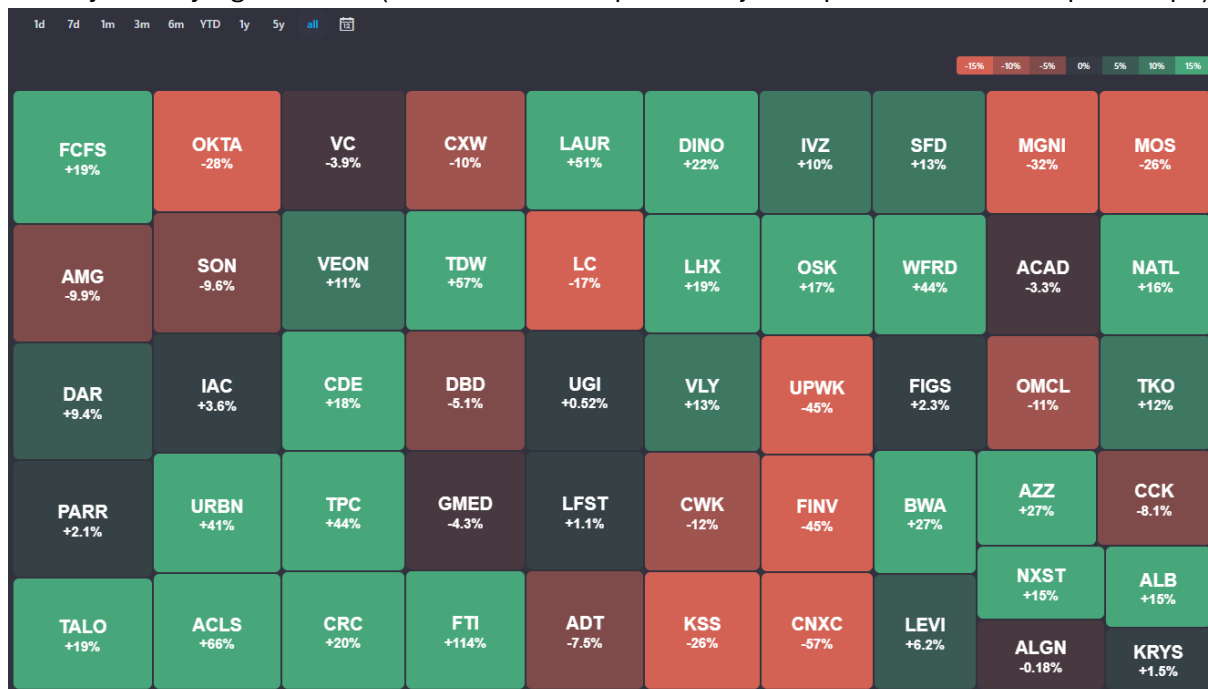 1d 7d 1m 3m 6m YTD 1y 5y all
-15% -10% -5% 0% 5% 10% 15%
FCFS
+19%
OKTA
-28%
VC
-3.9%
CXW
-10%
LAUR
+51%
DINO
+22%
IVZ
+10%
SFD
+13%
MGNI
-32%
MOS
-26%
AMG
-9.9%
SON
-9.6%
VEON
+11%
TDW
+57%
LC
-17%
LHX
+19%
OSK
+17%
WFRD
+44%
ACAD
-3.3%
NATL
+16%
DAR
+9.4%
IAC
+3.6%
CDE
+18%
DBD
-5.1%
UGI
+0.52%
VLY
+13%
UPWK
-45%
FIGS
+2.3%
OMCL
-11%
TKO
+12%
PARR
+2.1%
URBN
+41%
TPC
+44%
GMED
-4.3%
LFST
+1.1%
CWK
-12%
FINV
-45%
BWA
+27%
AZZ
+27%
CCK
-8.1%
NXST
+15%
ALB
+15%
TALO
+19%
ACLS
+66%
CRC
+20%
FTI
+114%
ADT
-7.5%
KSS
-26%
CNXC
-57%
LEVI
+6.2%
ALGN
-0.18%
KRYS
+1.5%